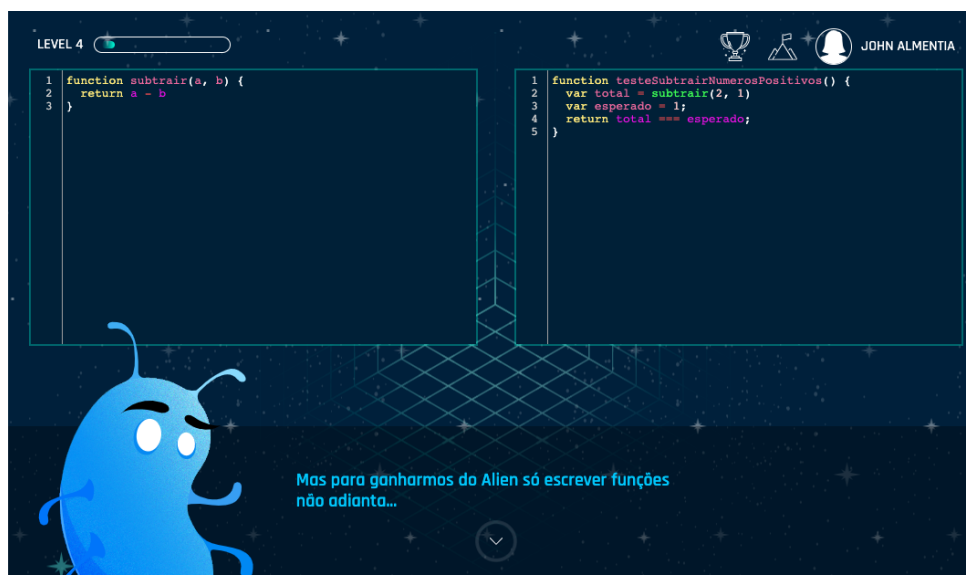 LEVEL 4
JOHN ALMENTIA
1 function subtrair(a, b) {
2   return a - b
3 }
1 function testeSubtrairNumerosPositivos() {
2   var total = subtrair(2, 1)
3   var esperado = 1;
4   return total === esperado;
5 }
Mas para ganharmos do Alien só escrever funções
não adianta...